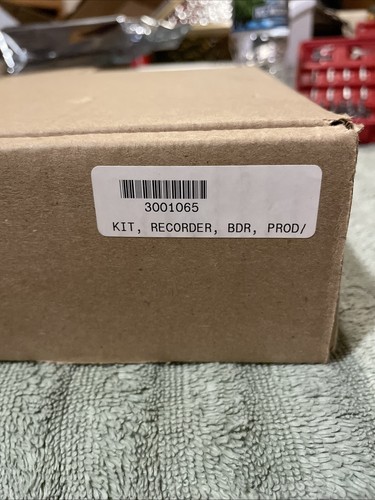 3001065
KIT, RECORDER, BDR, PROD/